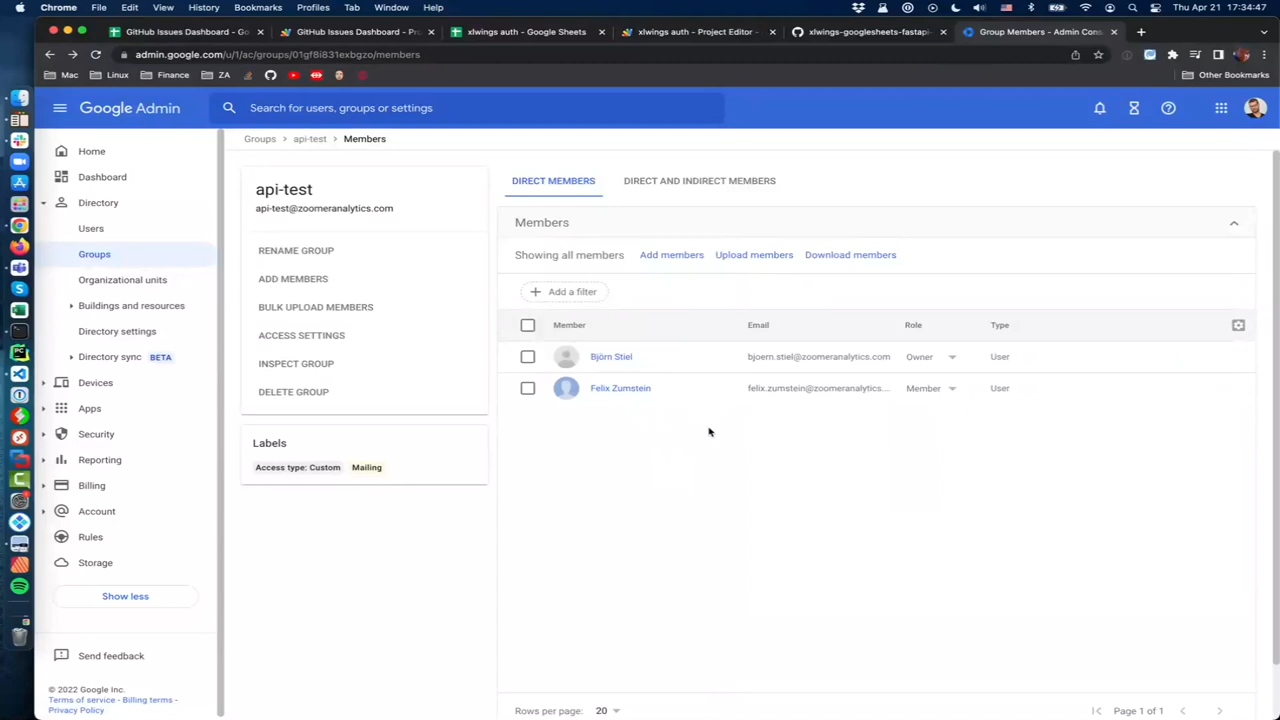 Chrome File Edit View History Bookmarks Profiles Tab Window Help Thu Apr 21 17:34:47
GitHub Issues Dashboard - Go GitHub Issues Dashboard - Pro xlwings auth - Google Sheets xlwings auth - Project Editor - xlwings-googlesheets-fastapi- Group Members - Admin Cons
admin.google.com/u/1/ac/groups/01gf8i831exbgzo/members
Mac Linux Finance ZA Other Bookmarks
Google Admin Search for users, groups or settings
Home
Dashboard
Directory
Users
Groups
Organizational units
Buildings and resources
Directory settings
Directory sync BETA
Devices
Apps
Security
Reporting
Billing
Account
Rules
Storage
Show less
Send feedback
© 2022 Google Inc.
Terms of service - Billing terms -
Privacy Policy
Groups > api-test > Members
api-test
api-test@zoomeranalytics.com
RENAME GROUP
ADD MEMBERS
BULK UPLOAD MEMBERS
ACCESS SETTINGS
INSPECT GROUP
DELETE GROUP
Labels
Access type: Custom Mailing
DIRECT MEMBERS DIRECT AND INDIRECT MEMBERS
Members
Showing all members Add members Upload members Download members
Add a filter
Member Email Role Type
Björn Stiel bjoern.stiel@zoomeranalytics.com Owner User
Felix Zumstein felix.zumstein@zoomeranalytics.... Member User
Rows per page: 20 Page 1 of 1